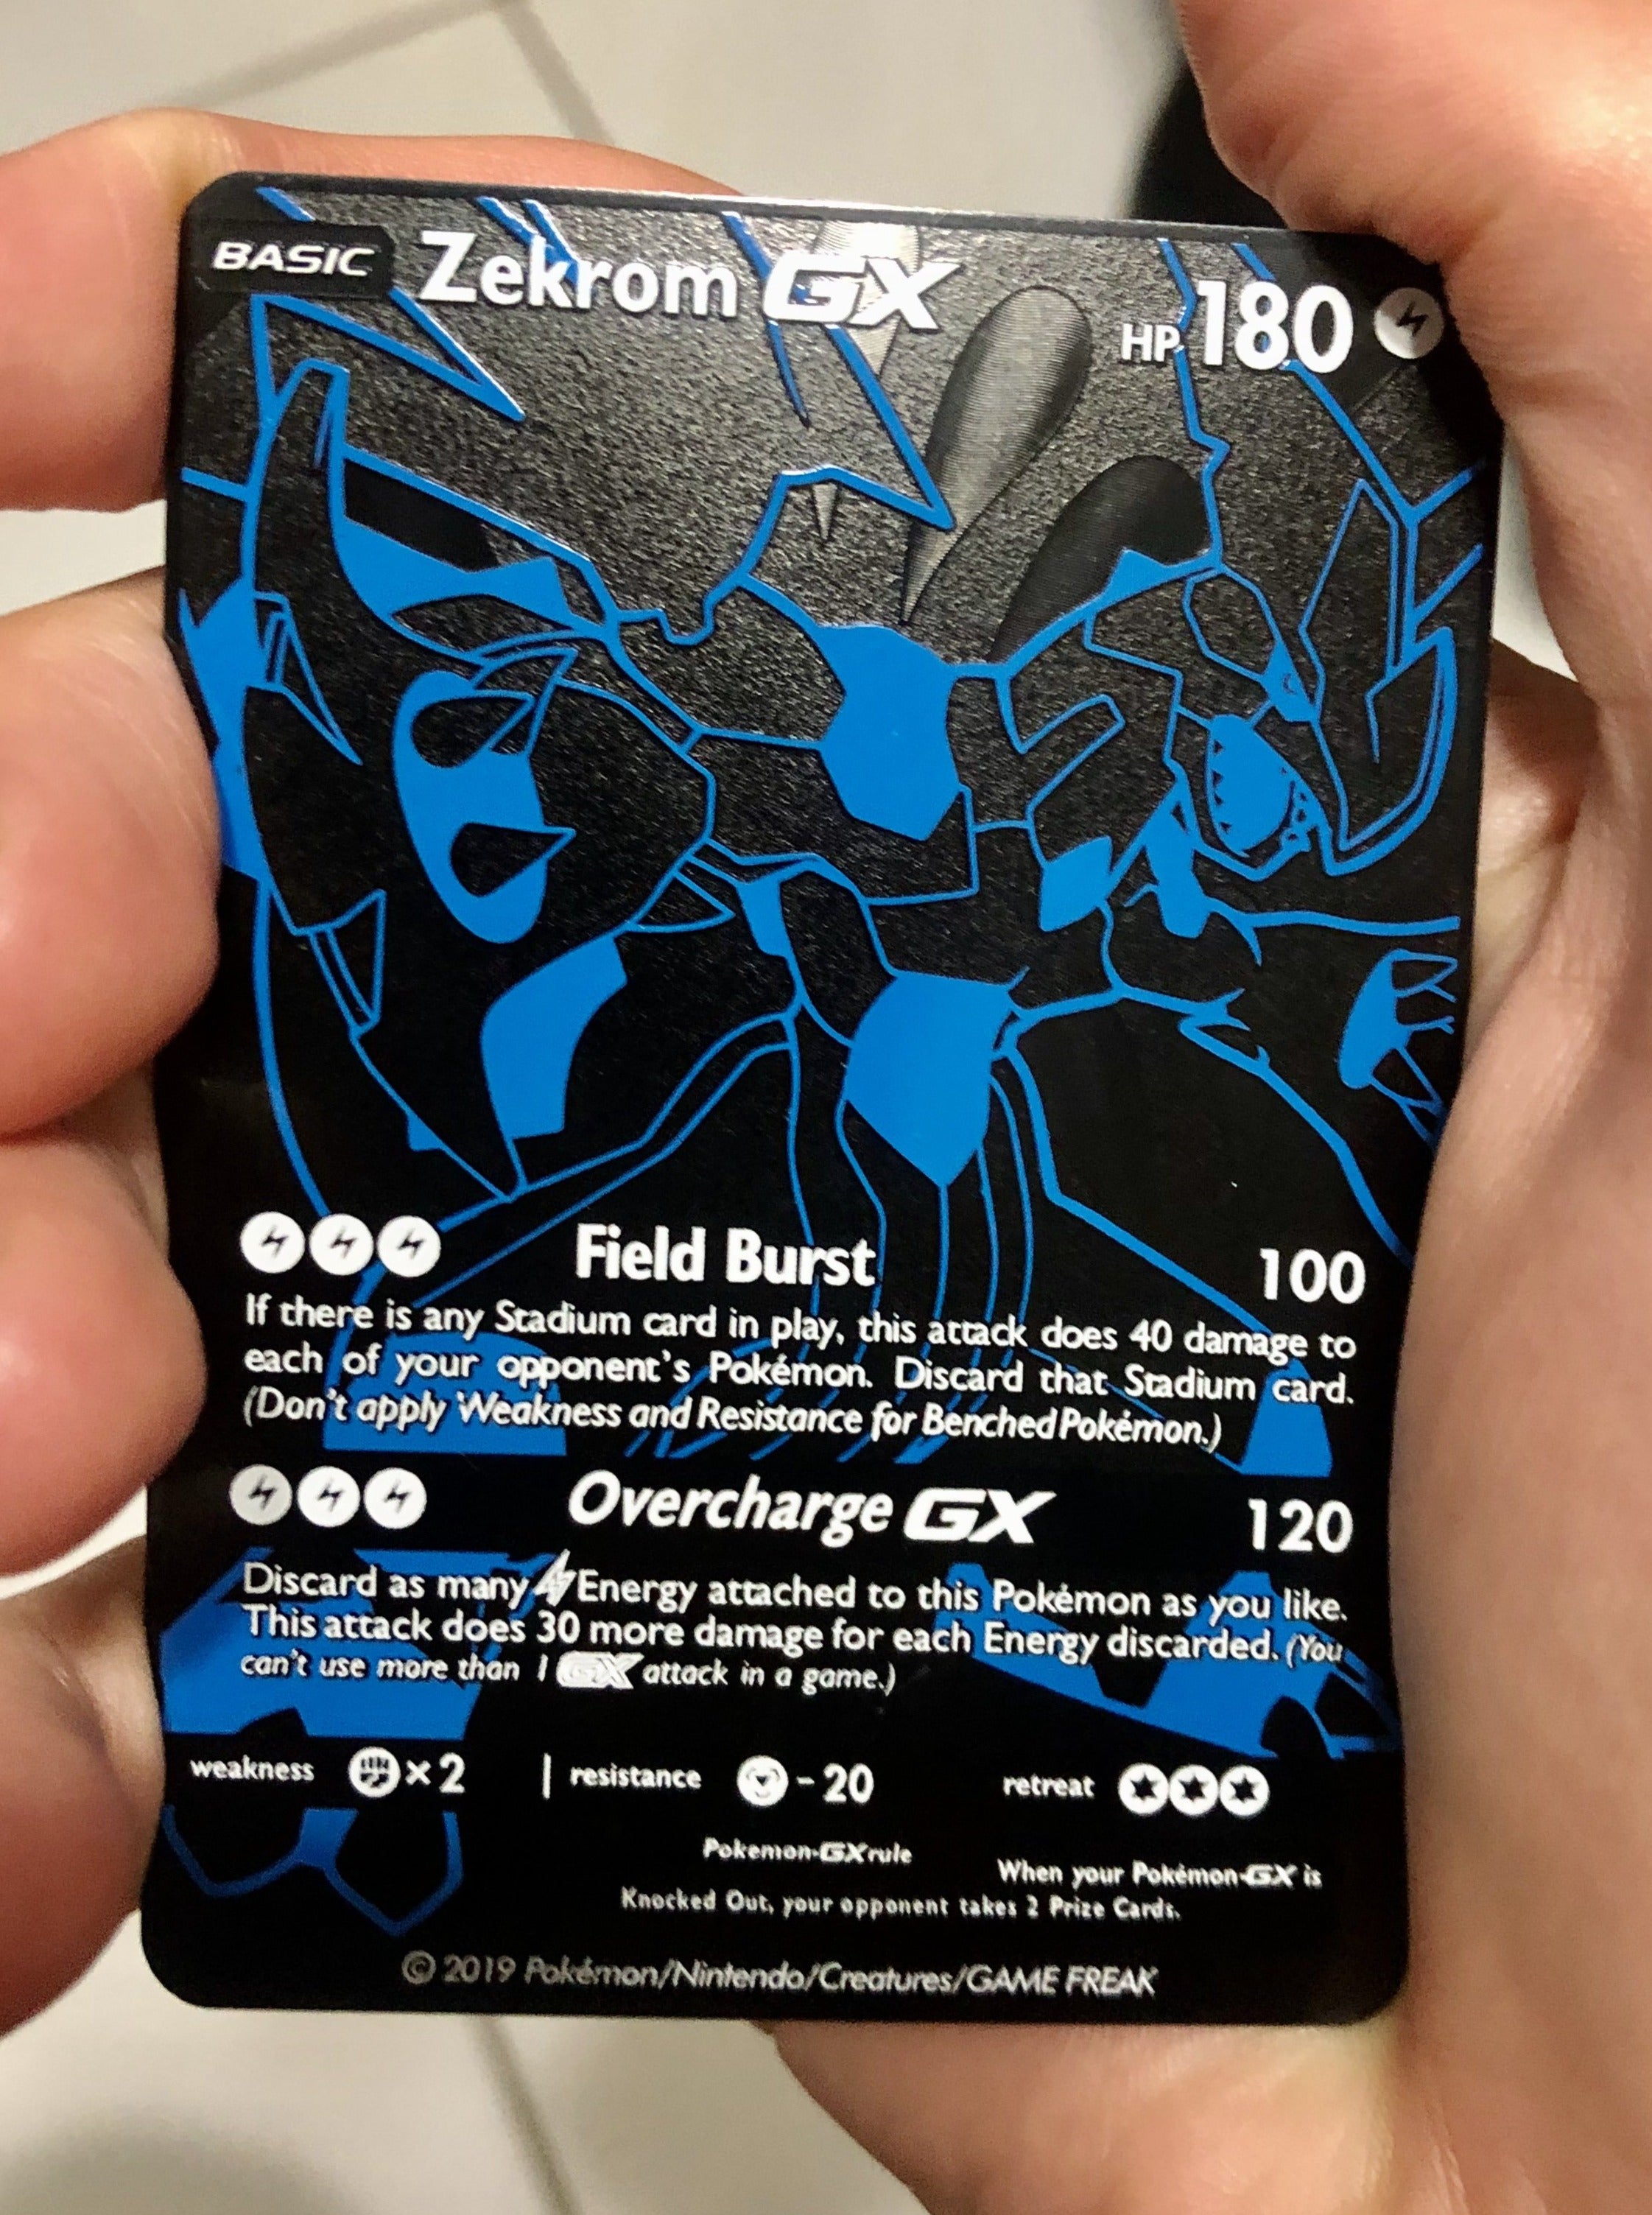 BASIC Zekrom GX HP 180
Field Burst 100
If there is any Stadium card in play, this attack does 40 damage to
each of your opponent's Pokémon. Discard that Stadium card.
(Don't apply Weakness and Resistance for Benched Pokémon.)
Overcharge GX 120
Discard as many Energy attached to this Pokémon as you like.
This attack does 30 more damage for each Energy discarded. (You
can't use more than 1 GX attack in a game.)
weakness ×2 | resistance -20 retreat
Pokemon-GX rule When your Pokémon-GX is
Knocked Out, your opponent takes 2 Prize Cards.
© 2019 Pokémon/Nintendo/Creatures/GAME FREAK